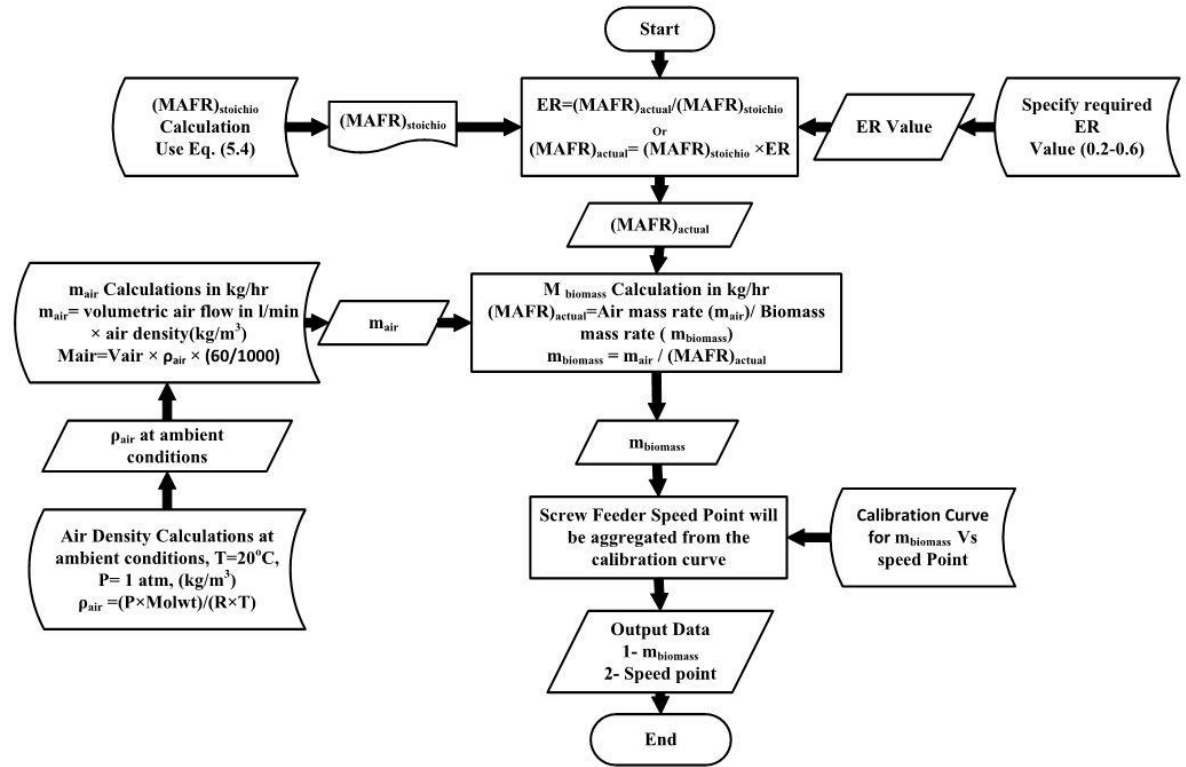 Start
(MAFR)stoichio
Calculation
Use Eq. (5.4)
(MAFR)stoichio
ER=(MAFR)actual/(MAFR)stoichio
Or
(MAFR)actual= (MAFR)stoichio ×ER
ER Value
Specify required
ER
Value (0.2-0.6)
(MAFR)actual
mair Calculations in kg/hr
mair= volumetric air flow in l/min
× air density(kg/m³)
Mair=Vair × ρair × (60/1000)
mair
M biomass Calculation in kg/hr
(MAFR)actual=Air mass rate (mair)/ Biomass
mass rate ( mbiomass)
mbiomass = mair / (MAFR)actual
ρair at ambient
conditions
mbiomass
Air Density Calculations at
ambient conditions, T=20°C,
P= 1 atm, (kg/m³)
ρair =(P×Molwt)/(R×T)
Screw Feeder Speed Point will
be aggregated from the
calibration curve
Calibration Curve
for mbiomass Vs
speed Point
Output Data
1- mbiomass
2- Speed point
End